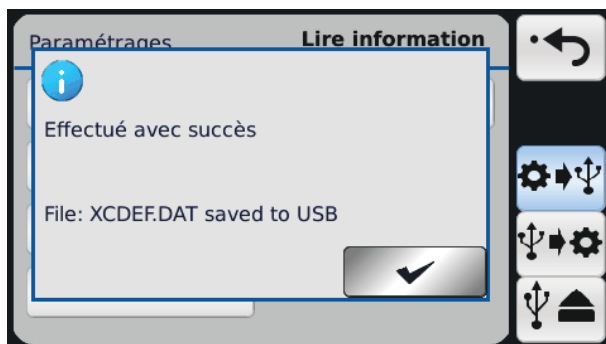 Paramétrages
Lire information
Effectué avec succès
File: XCDEF.DAT saved to USB